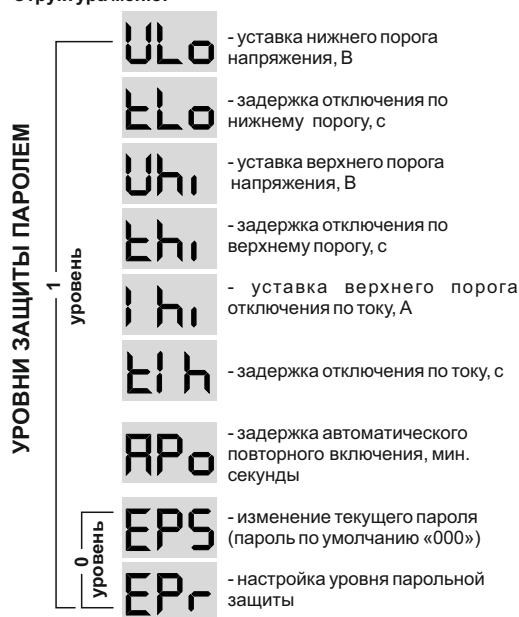 Структура меню:
ULo
- уставка нижнего порога
напряжения, В
tLo
- задержка отключения по
нижнему порогу, с
Uhi
- уставка верхнего порога
напряжения, В
thi
- задержка отключения по
верхнему порогу, с
I hi
- уставка верхнего порога
отключения по току, А
tI h
- задержка отключения по току, с
APo
- задержка автоматического
повторного включения, мин.
секунды
EPS
- изменение текущего пароля
(пароль по умолчанию «000»)
EPr
- настройка уровня парольной
защиты
УРОВНИ ЗАЩИТЫ ПАРОЛЕМ
1
уровень
0
уровень